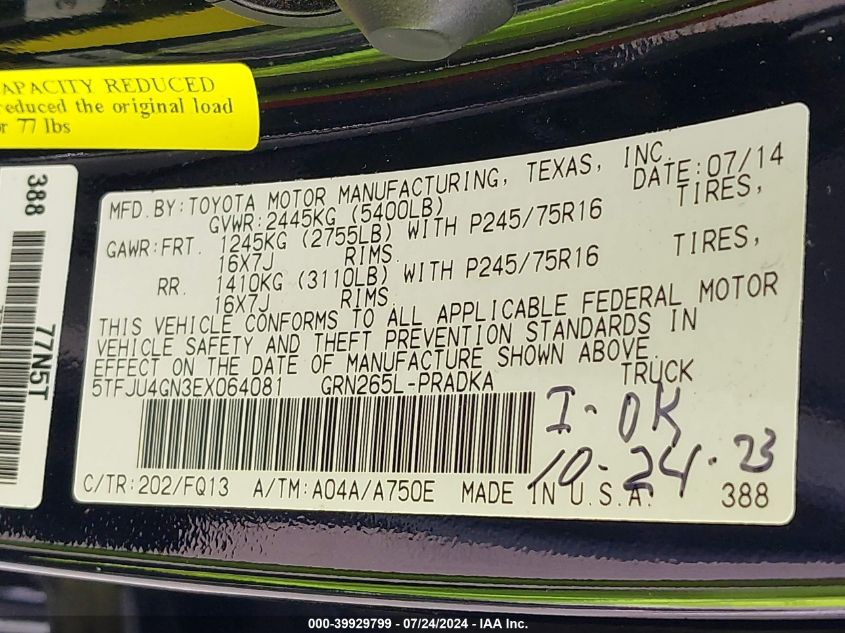 APACITY REDUCED
reduced the original load
r 77 lbs
388
77N5T
MFD.BY:TOYOTA MOTOR MANUFACTURING, TEXAS, INC. DATE:07/14
GVWR:2445KG (5400LB)
GAWR:FRT. 1245KG (2755LB) WITH P245/75R16 TIRES,
16X7J RIMS.
RR. 1410KG (3110LB) WITH P245/75R16 TIRES,
16X7J RIMS.
THIS VEHICLE CONFORMS TO ALL APPLICABLE FEDERAL MOTOR
VEHICLE SAFETY AND THEFT PREVENTION STANDARDS IN
EFFECT ON THE DATE OF MANUFACTURE SHOWN ABOVE.
5TFJU4GN3EX064081 GRN265L-PRADKA TRUCK
I-OK
10-24-23
C/TR:202/FQ13 A/TM:A04A/A750E MADE IN U.S.A. 388
000-39929799 - 07/24/2024 - IAA Inc.